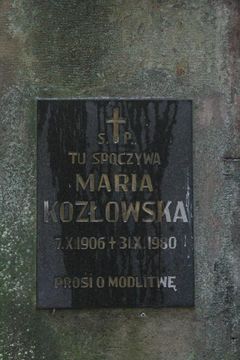 Ś. P.
TU SPOCZYWA
MARIA
KOZŁOWSKA
7.X.1906 + 31.X.1980
PROSI O MODLITWĘ